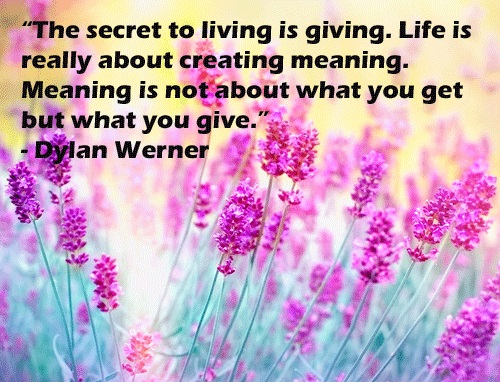 “The secret to living is giving. Life is
really about creating meaning.
Meaning is not about what you get
but what you give.”
- Dylan Werner